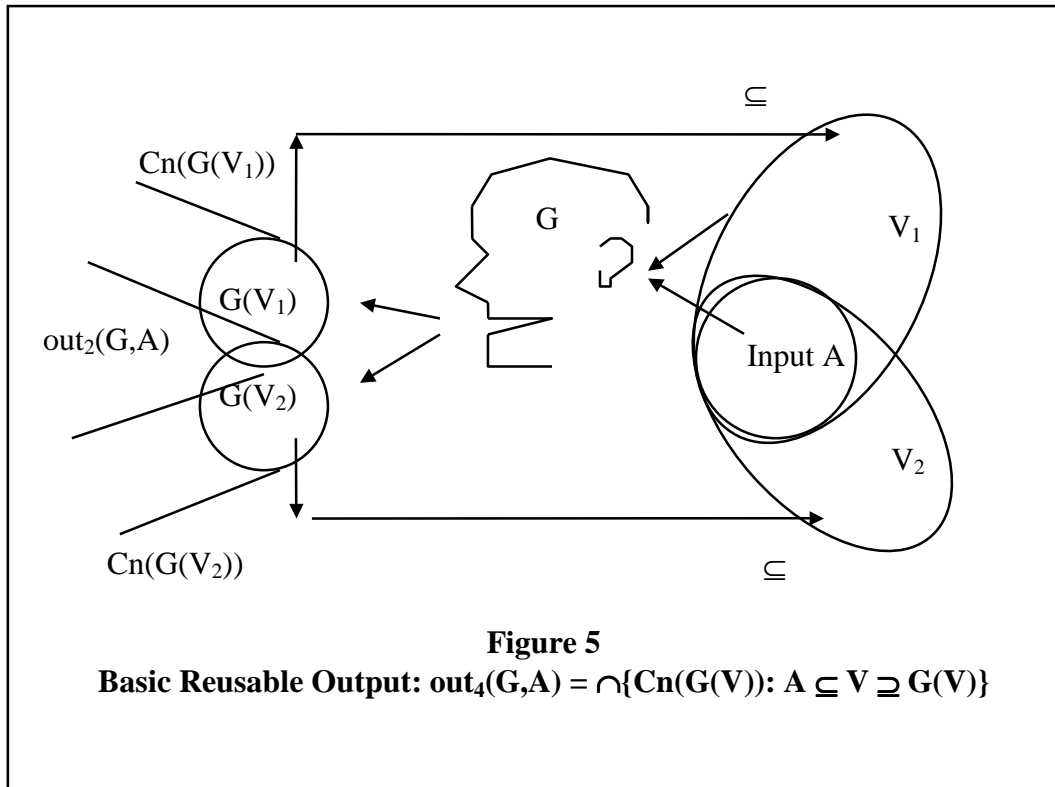 ⊆
Cn(G(V₁))
G
V₁
G(V₁)
out₂(G,A)
Input A
G(V₂)
V₂
Cn(G(V₂))
⊆
Figure 5
Basic Reusable Output: out₄(G,A) = ∩{Cn(G(V)): A ⊆ V ⊇ G(V)}